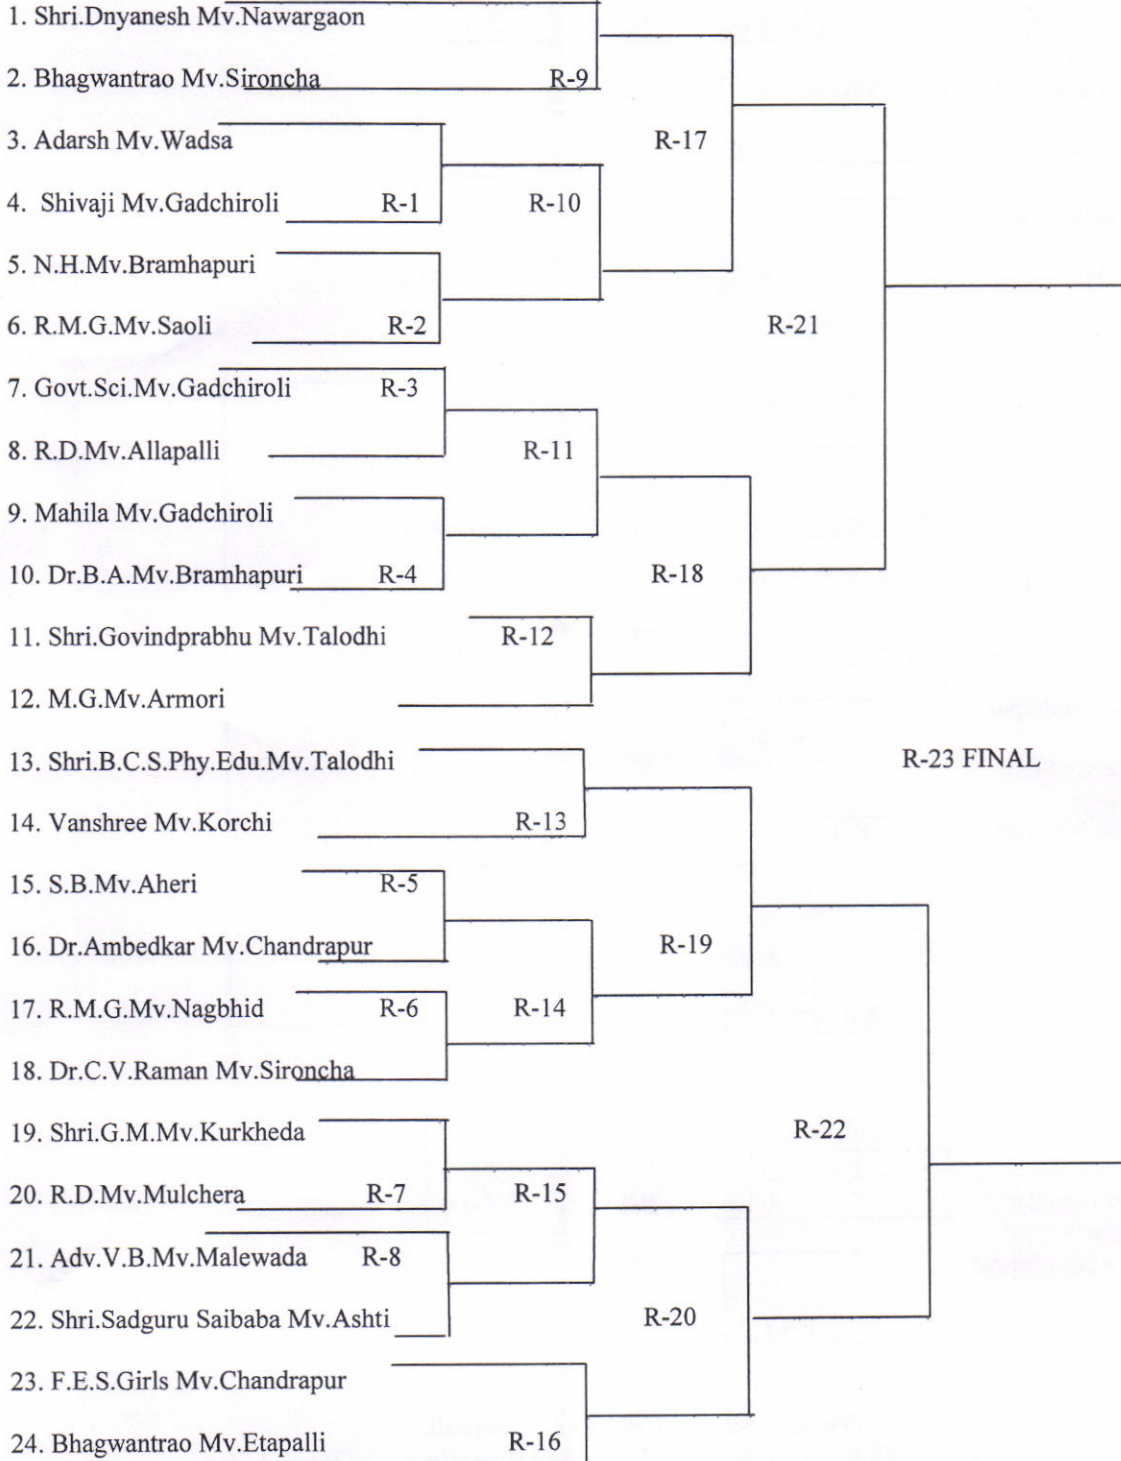 1. Shri.Dnyanesh Mv.Nawargaon
2. Bhagwantrao Mv.Sironcha R-9
3. Adarsh Mv.Wadsa R-17
4. Shivaji Mv.Gadchiroli R-1 R-10
5. N.H.Mv.Bramhapuri
6. R.M.G.Mv.Saoli R-2 R-21
7. Govt.Sci.Mv.Gadchiroli R-3
8. R.D.Mv.Allapalli R-11
9. Mahila Mv.Gadchiroli
10. Dr.B.A.Mv.Bramhapuri R-4 R-18
11. Shri.Govindprabhu Mv.Talodhi R-12
12. M.G.Mv.Armori
13. Shri.B.C.S.Phy.Edu.Mv.Talodhi R-23 FINAL
14. Vanshree Mv.Korchi R-13
15. S.B.Mv.Aheri R-5
16. Dr.Ambedkar Mv.Chandrapur R-19
17. R.M.G.Mv.Nagbhid R-6 R-14
18. Dr.C.V.Raman Mv.Sironcha
19. Shri.G.M.Mv.Kurkheda R-22
20. R.D.Mv.Mulchera R-7 R-15
21. Adv.V.B.Mv.Malewada R-8
22. Shri.Sadguru Saibaba Mv.Ashti R-20
23. F.E.S.Girls Mv.Chandrapur
24. Bhagwantrao Mv.Etapalli R-16